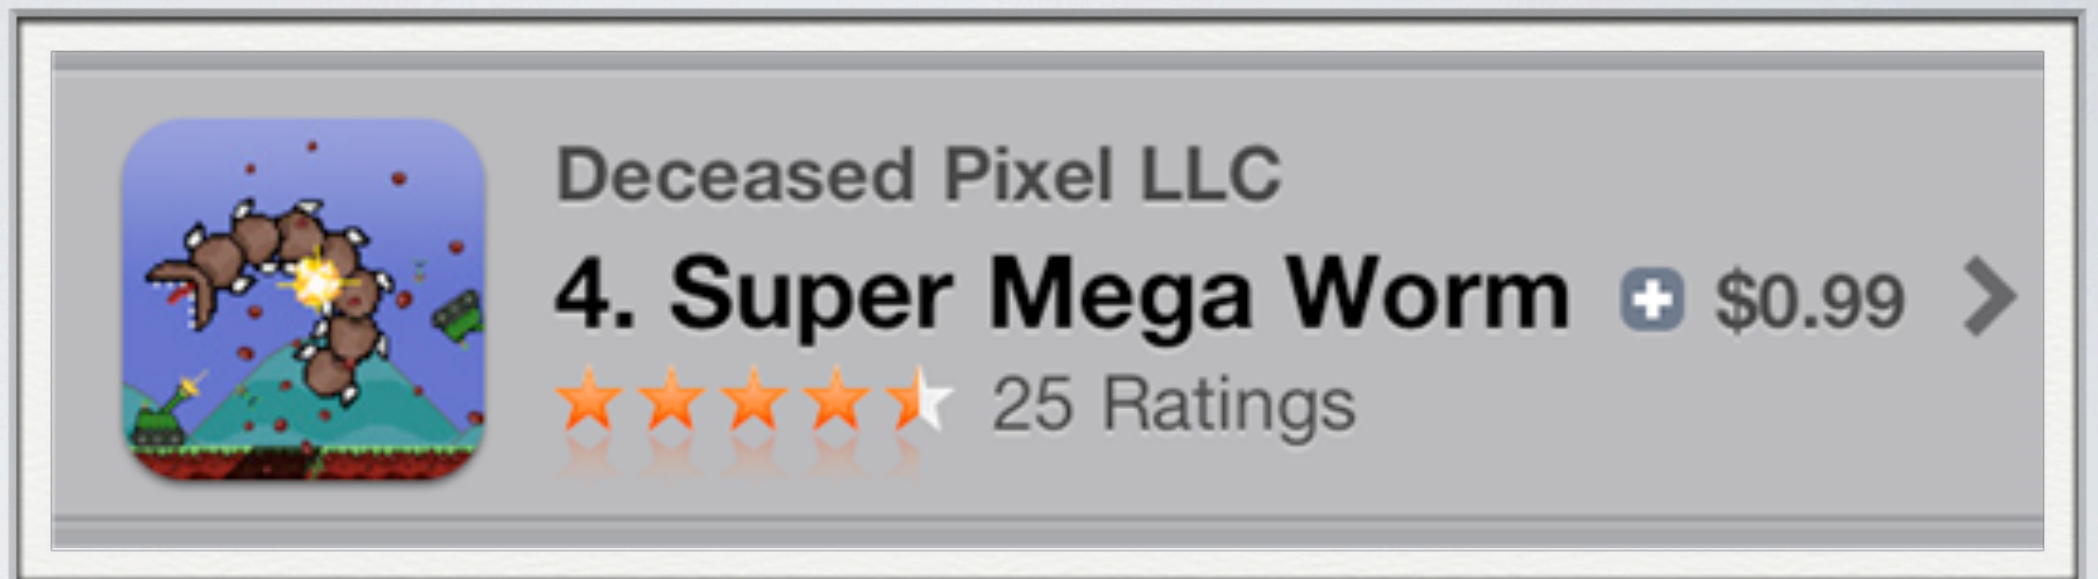 Deceased Pixel LLC
4. Super Mega Worm + $0.99
25 Ratings